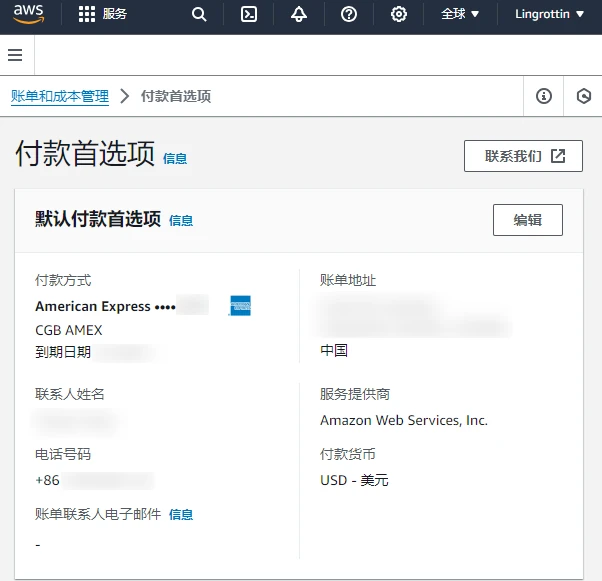 aws
服务
全球
Lingrottin
账单和成本管理
付款首选项
付款首选项 信息
联系我们
默认付款首选项 信息
编辑
付款方式
American Express ••••
CGB AMEX
到期日期
账单地址
中国
联系人姓名
服务提供商
Amazon Web Services, Inc.
电话号码
+86
付款货币
USD - 美元
账单联系人电子邮件 信息
-